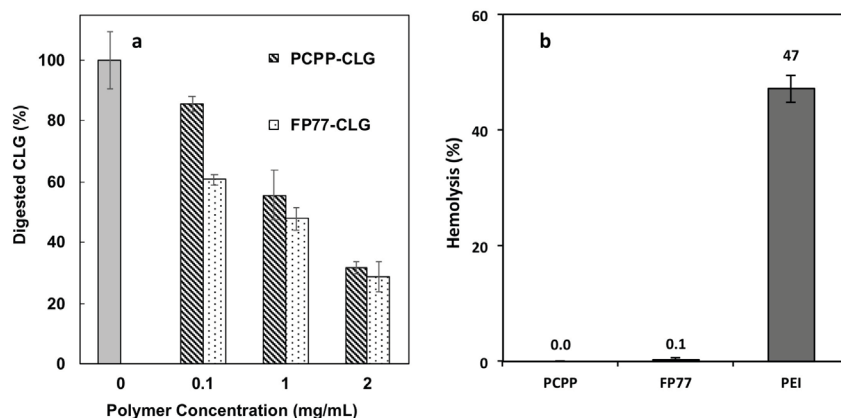 a
PCPP-CLG
FP77-CLG
Digested CLG (%)
100
80
60
40
20
0
0 0.1 1 2
Polymer Concentration (mg/mL)
b
47
0.0
0.1
Hemolysis (%)
60
40
20
0
PCPP FP77 PEI